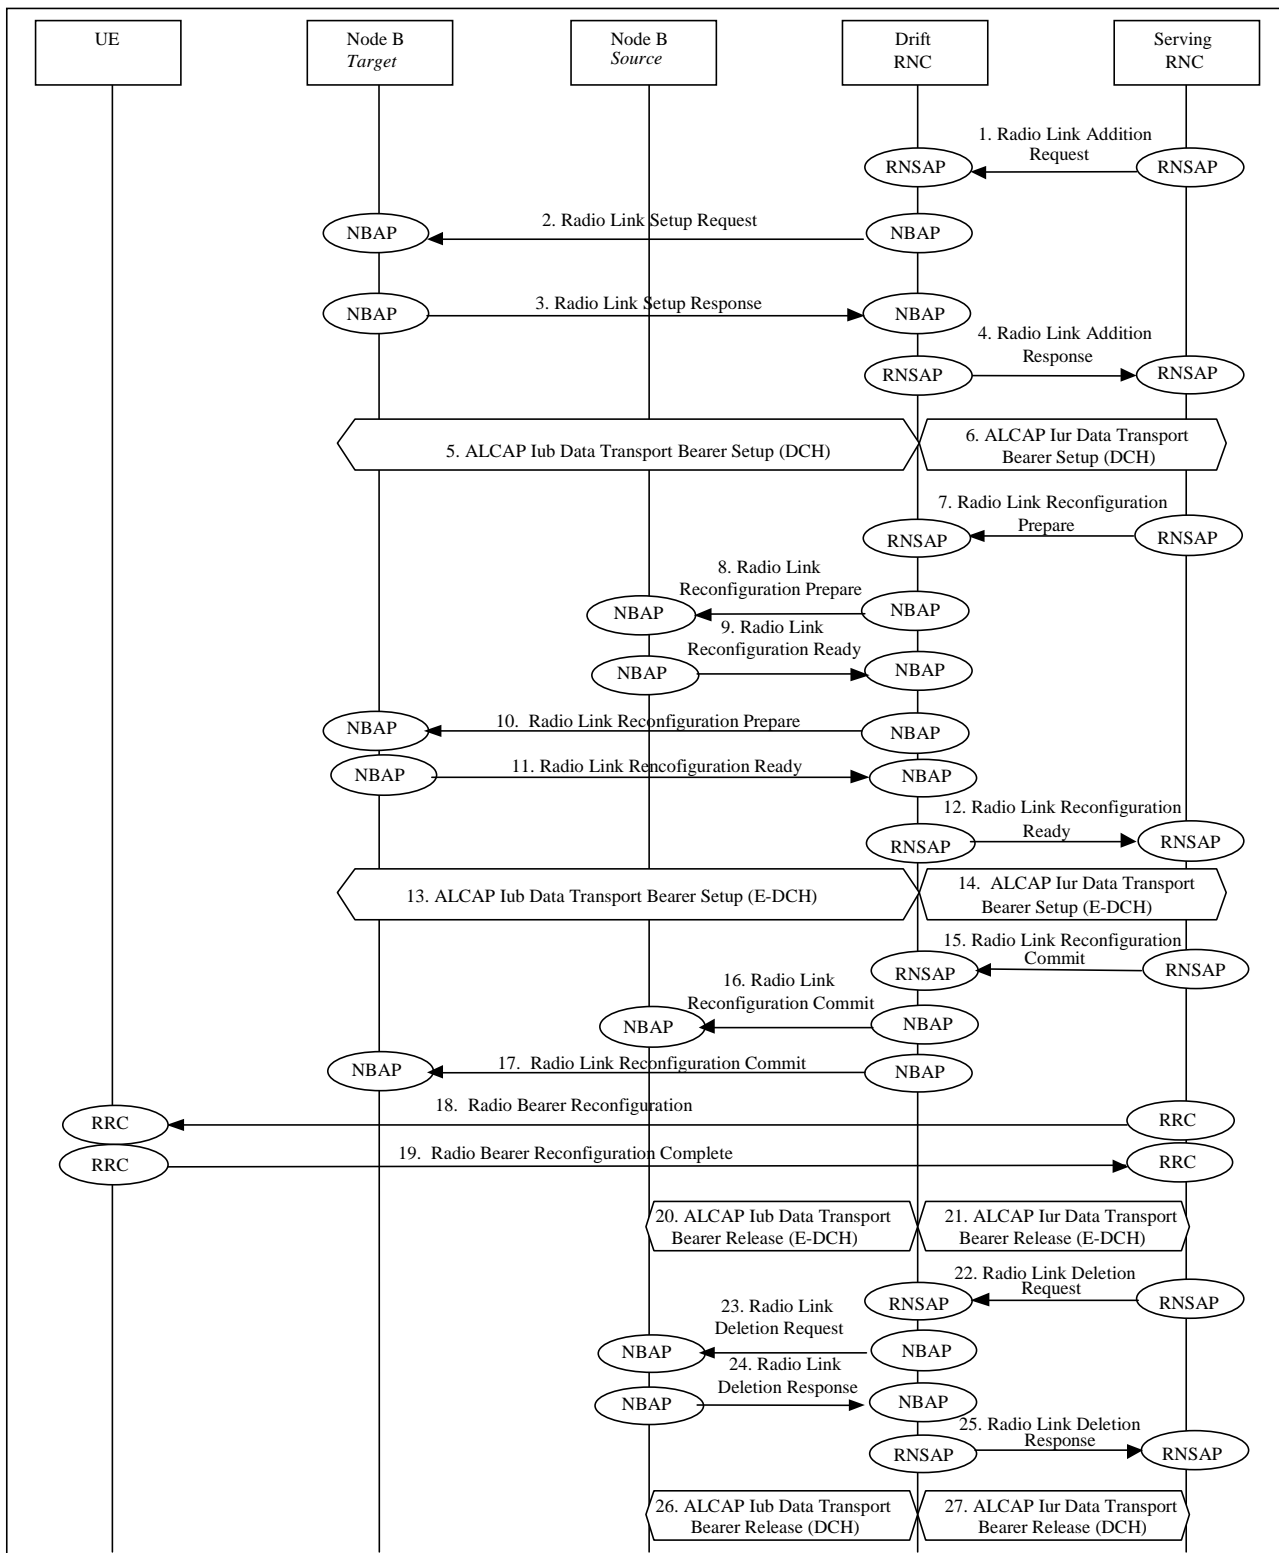 UE
Node B
Target
Node B
Source
Drift
RNC
Serving
RNC
1. Radio Link Addition
Request
RNSAP
RNSAP
2. Radio Link Setup Request
NBAP
NBAP
3. Radio Link Setup Response
NBAP
NBAP
4. Radio Link Addition
Response
RNSAP
RNSAP
5. ALCAP Iub Data Transport Bearer Setup (DCH)
6. ALCAP Iur Data Transport
Bearer Setup (DCH)
7. Radio Link Reconfiguration
Prepare
RNSAP
RNSAP
8. Radio Link
Reconfiguration Prepare
NBAP
NBAP
9. Radio Link
Reconfiguration Ready
NBAP
NBAP
10. Radio Link Reconfiguration Prepare
NBAP
NBAP
11. Radio Link Rencofiguration Ready
NBAP
NBAP
12. Radio Link Reconfiguration
Ready
RNSAP
RNSAP
13. ALCAP Iub Data Transport Bearer Setup (E-DCH)
14. ALCAP Iur Data Transport
Bearer Setup (E-DCH)
15. Radio Link Reconfiguration
Commit
RNSAP
RNSAP
16. Radio Link
Reconfiguration Commit
NBAP
NBAP
17. Radio Link Reconfiguration Commit
NBAP
NBAP
18. Radio Bearer Reconfiguration
RRC
RRC
19. Radio Bearer Reconfiguration Complete
RRC
RRC
20. ALCAP Iub Data Transport
Bearer Release (E-DCH)
21. ALCAP Iur Data Transport
Bearer Release (E-DCH)
22. Radio Link Deletion
Request
RNSAP
RNSAP
23. Radio Link
Deletion Request
NBAP
NBAP
24. Radio Link
Deletion Response
NBAP
NBAP
25. Radio Link Deletion
Response
RNSAP
RNSAP
26. ALCAP Iub Data Transport
Bearer Release (DCH)
27. ALCAP Iur Data Transport
Bearer Release (DCH)